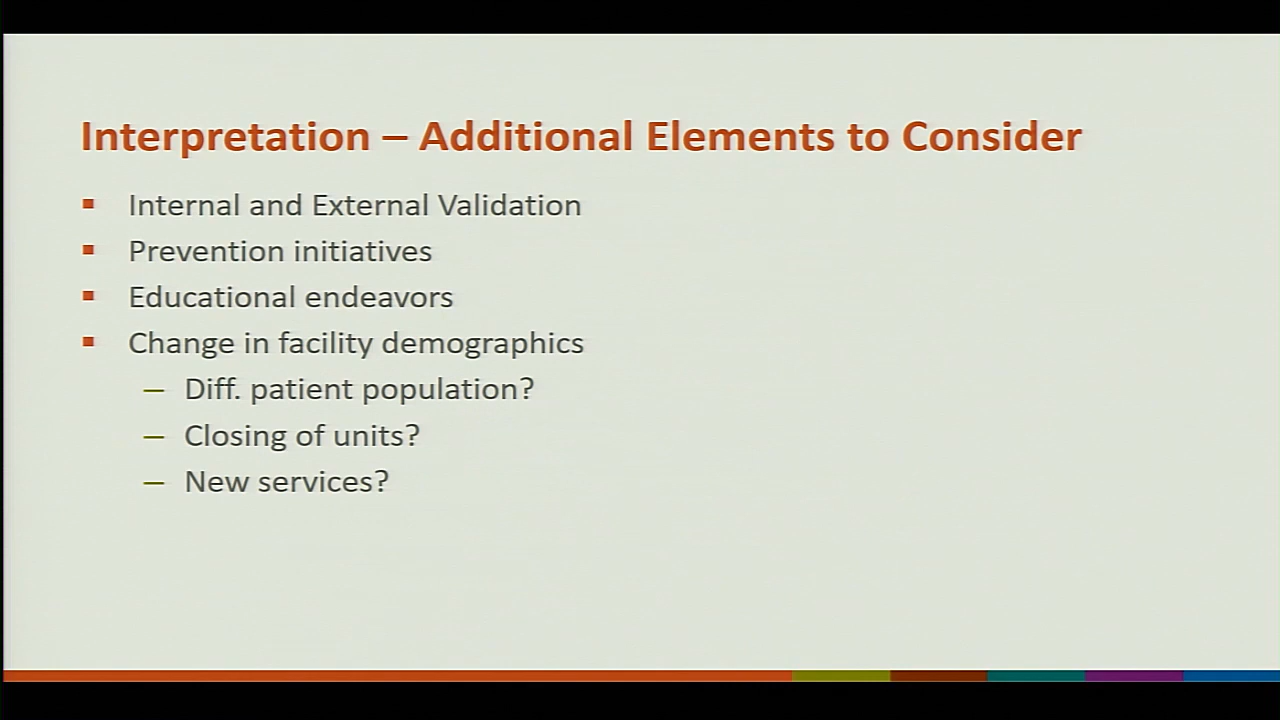 Interpretation – Additional Elements to Consider
▪ Internal and External Validation
▪ Prevention initiatives
▪ Educational endeavors
▪ Change in facility demographics
– Diff. patient population?
– Closing of units?
– New services?